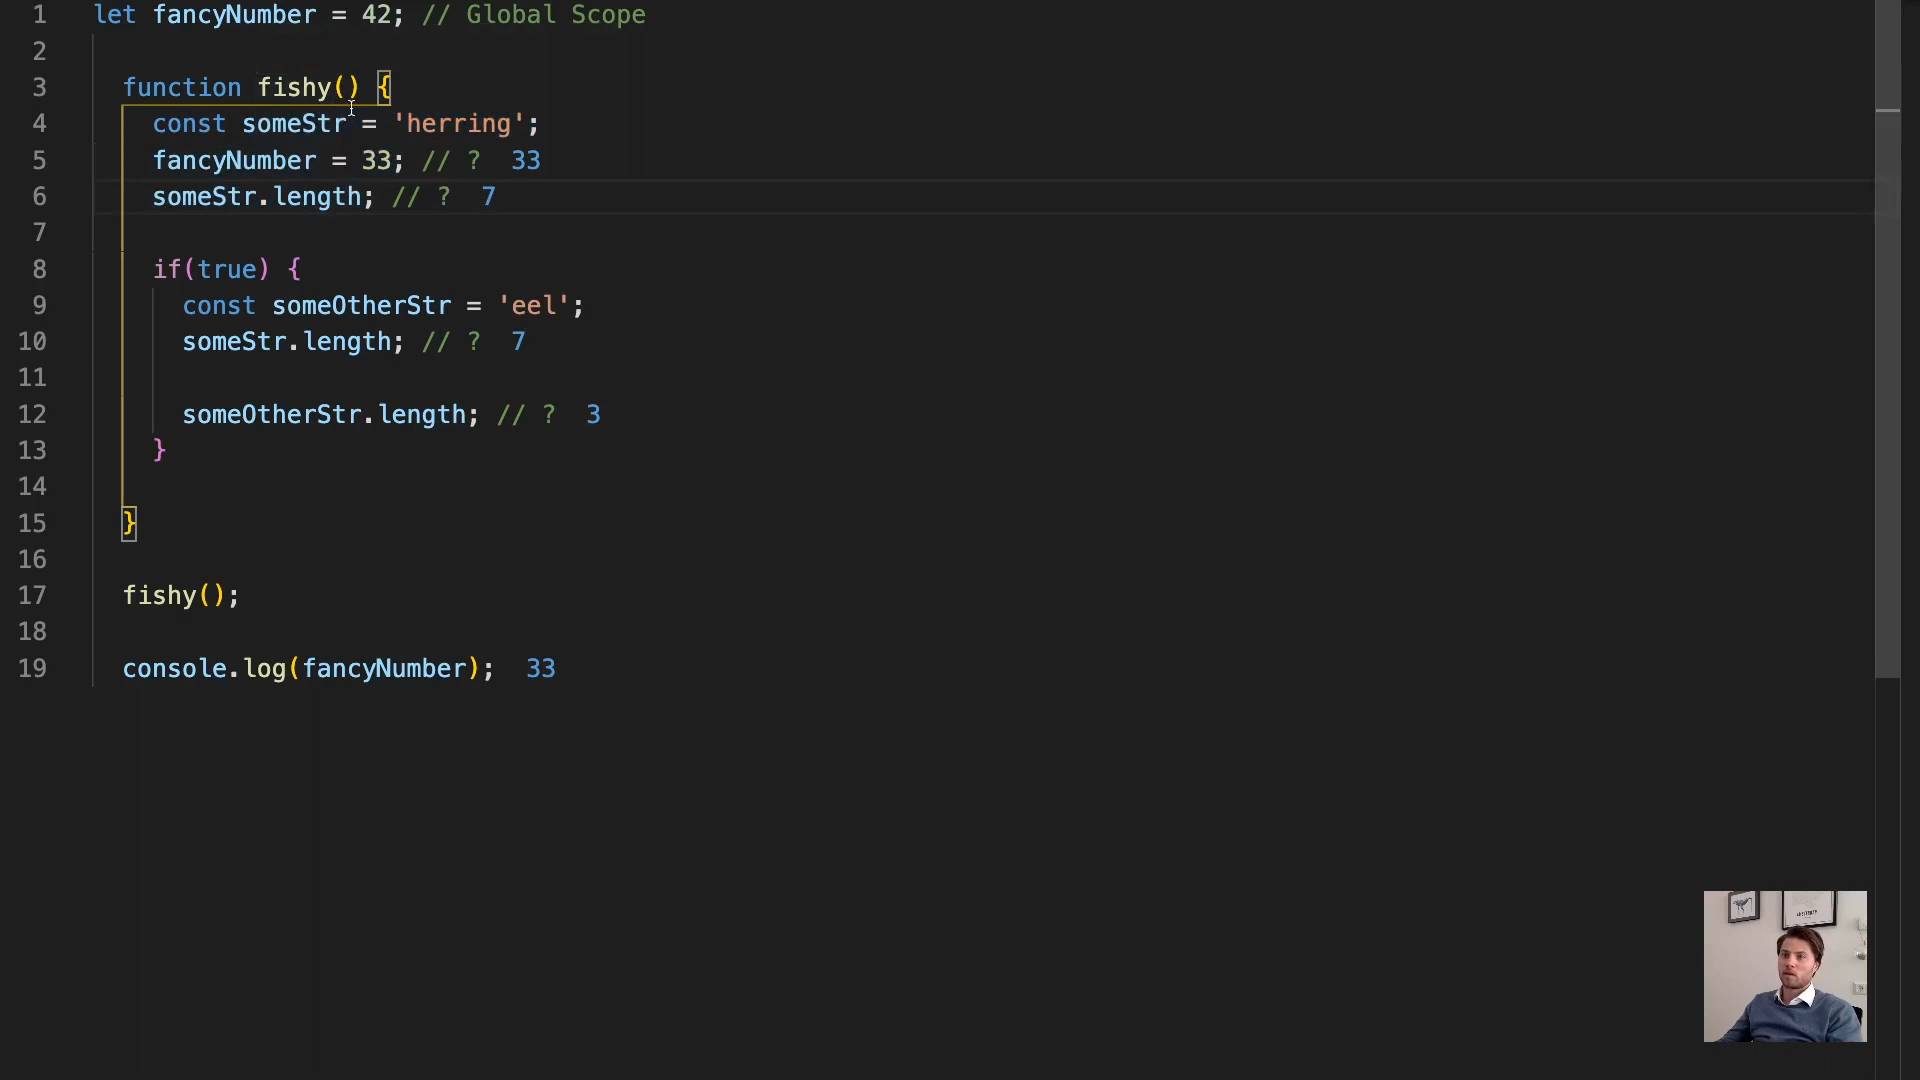 1 let fancyNumber = 42; // Global Scope
2
3 function fishy() {
4 const someStr = 'herring';
5 fancyNumber = 33; // ? 33
6 someStr.length; // ? 7
7
8 if(true) {
9 const someOtherStr = 'eel';
10 someStr.length; // ? 7
11
12 someOtherStr.length; // ? 3
13 }
14
15 }
16
17 fishy();
18
19 console.log(fancyNumber); 33